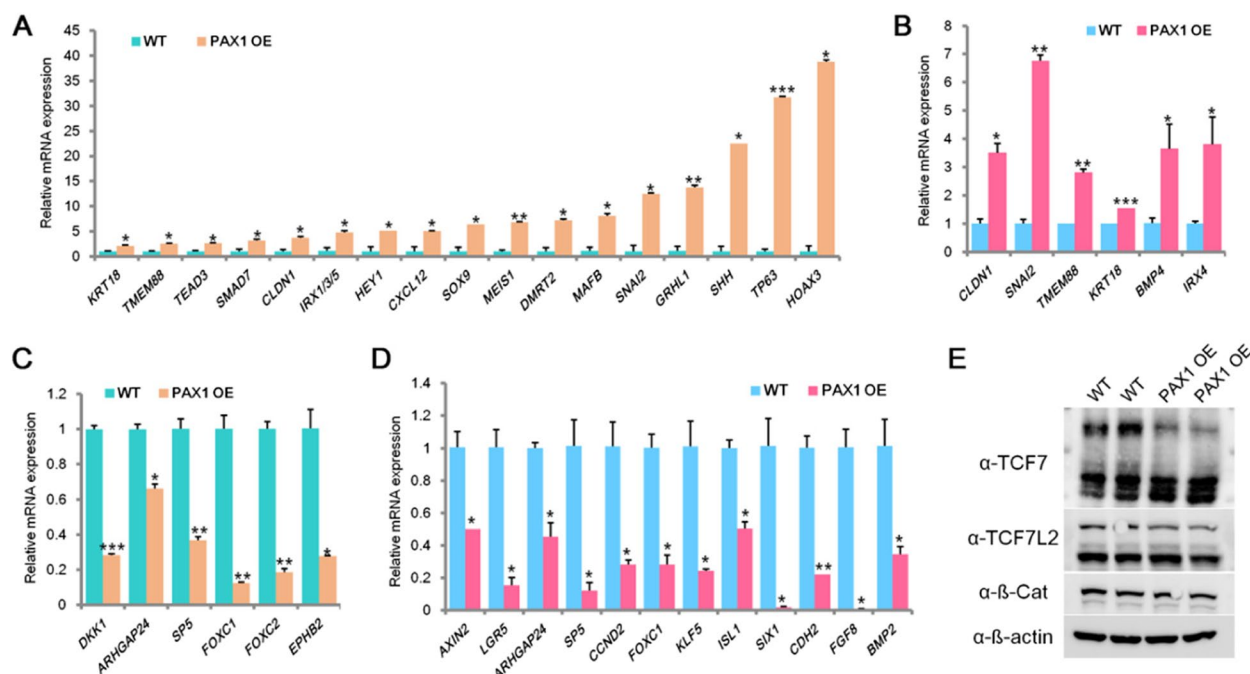 A
WT PAX1 OE
Relative mRNA expression
45
40
35
30
25
20
15
10
5
0
* * * * * * * * * ** * * * ** * *** *
KRT18 TMEM88 TEAD3 SMAD7 CLDN1 IRX1/3/5 HEY1 CXCL12 SOX9 MEIS1 DMRT2 MAFB SNAI2 GRHL1 SHH TP63 HOAX3
B
WT PAX1 OE
Relative mRNA expression
8
7
6
5
4
3
2
1
0
* ** ** *** * *
CLDN1 SNAI2 TMEM88 KRT18 BMP4 IRX4
C
WT PAX1 OE
Relative mRNA expression
1.2
1
0.8
0.6
0.4
0.2
0
*** * ** ** ** *
DKK1 ARHGAP24 SP5 FOXC1 FOXC2 EPHB2
D
WT PAX1 OE
Relative mRNA expression
1.4
1.2
1
0.8
0.6
0.4
0.2
0
* * * * * * * * * ** * *
AXIN2 LGR5 ARHGAP24 SP5 CCND2 FOXC1 KLF5 ISL1 SIX1 CDH2 FGF8 BMP2
E
WT WT PAX1 OE PAX1 OE
α-TCF7
α-TCF7L2
α-ß-Cat
α-ß-actin